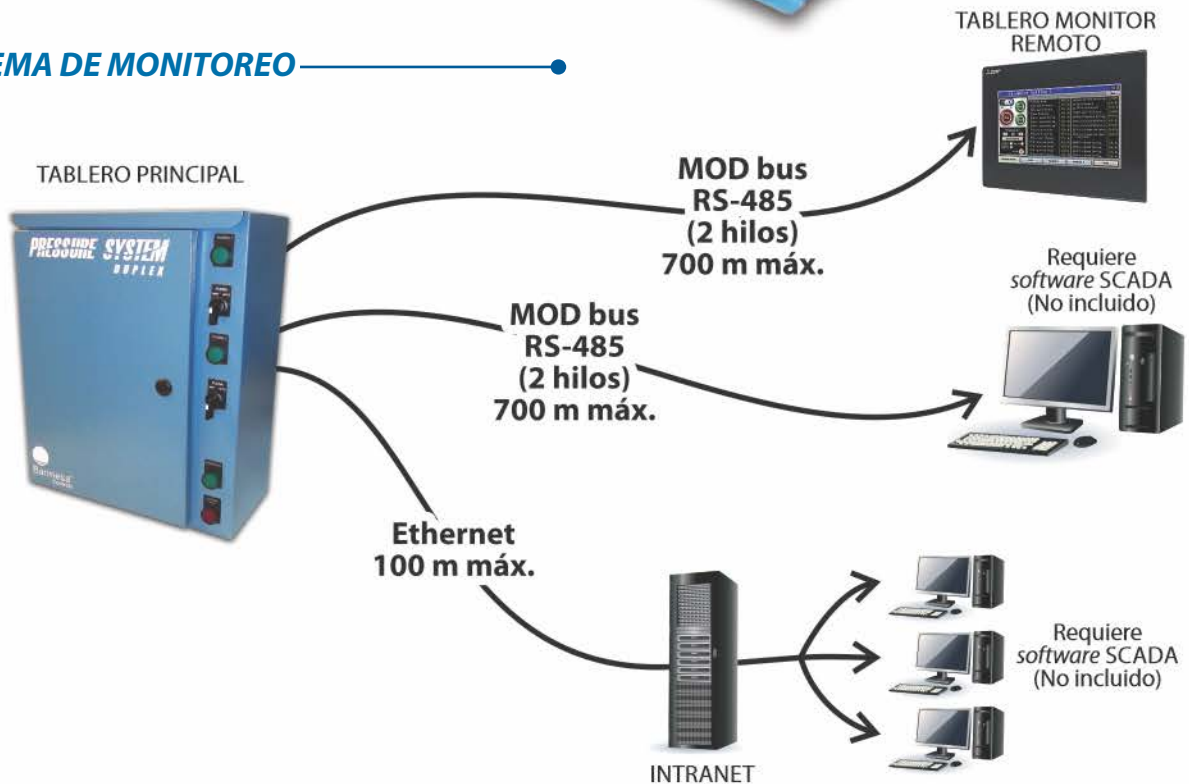 TABLERO MONITOR
REMOTO
EMA DE MONITOREO
TABLERO PRINCIPAL
PRESSURE SYSTEM
DUPLEX
Barmesa
MOD bus
RS-485
(2 hilos)
700 m máx.
Requiere
software SCADA
(No incluido)
MOD bus
RS-485
(2 hilos)
700 m máx.
Ethernet
100 m máx.
Requiere
software SCADA
(No incluido)
INTRANET